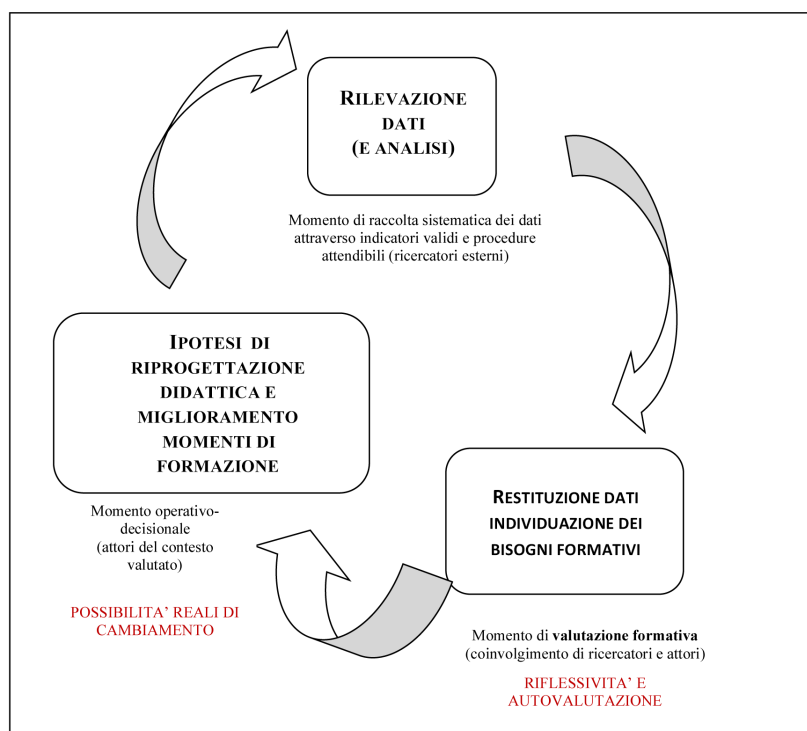 RILEVAZIONE
DATI
(E ANALISI)
Momento di raccolta sistematica dei dati
attraverso indicatori validi e procedure
attendibili (ricercatori esterni)
IPOTESI DI
RIPROGETTAZIONE
DIDATTICA E
MIGLIORAMENTO
MOMENTI DI
FORMAZIONE
Momento operativo-
decisionale
(attori del contesto
valutato)
POSSIBILITA’ REALI DI
CAMBIAMENTO
RESTITUZIONE DATI
INDIVIDUAZIONE DEI
BISOGNI FORMATIVI
Momento di valutazione formativa
(coinvolgimento di ricercatori e attori)
RIFLESSIVITA’ E
AUTOVALUTAZIONE